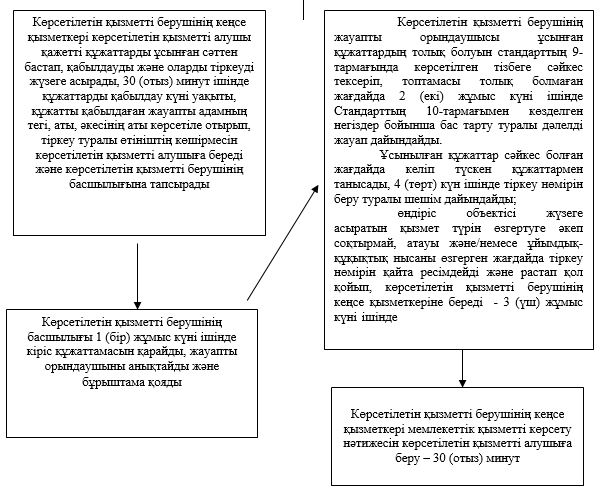 Көрсетілетін қызметті берушінің кеңсе
қызметкері көрсетілетін қызметті алушы
қажетті құжаттарды ұсынған сәттен
бастап, қабылдауды және оларды тіркеуді
жүзеге асырады, 30 (отыз) минут ішінде
құжаттарды қабылдау күні уақыты,
құжатты қабылдаған жауапты адамның
тегі, аты, әкесінің аты көрсетіле отырып,
тіркеу туралы өтініштің көшірмесін
көрсетілетін қызметті алушыға береді
және көрсетілетін қызметті берушінің
басшылығына тапсырады
Көрсетілетін қызметті берушінің
басшылығы 1 (бір) жұмыс күні ішінде
кіріс құжаттамасын қарайды, жауапты
орындаушыны анықтайды және
бұрыштама қояды
Көрсетілетін қызметті берушінің
жауапты орындаушысы ұсынған
құжаттардың толық болуын стандарттың 9-
тармағында көрсетілген тізбеге сәйкес
тексеріп, топтамасы толық болмаған
жағдайда 2 (екі) жұмыс күні ішінде
Стандарттың 10-тармағымен көзделген
негіздер бойынша бас тарту туралы дәлелді
жауап дайындайды.
Ұсынылған құжаттар сәйкес болған
жағдайда келіп түскен құжаттармен
танысады, 4 (төрт) күн ішінде тіркеу нөмірін
беру туралы шешім дайындайды;
өндіріс объектісі жүзеге
асыратын қызмет түрін өзгертуге әкеп
соқтырмай, атауы және/немесе ұйымдық-
құқықтық нысаны өзгерген жағдайда тіркеу
нөмірін қайта ресімдейді және растап қол
қойып, көрсетілетін қызметті берушінің
кеңсе қызметкеріне береді - 3 (үш) жұмыс
күні ішінде
Көрсетілетін қызметті берушінің кеңсе
қызметкері мемлекеттік қызметті көрсету
нәтижесін көрсетілетін қызметті алушыға
беру – 30 (отыз) минут